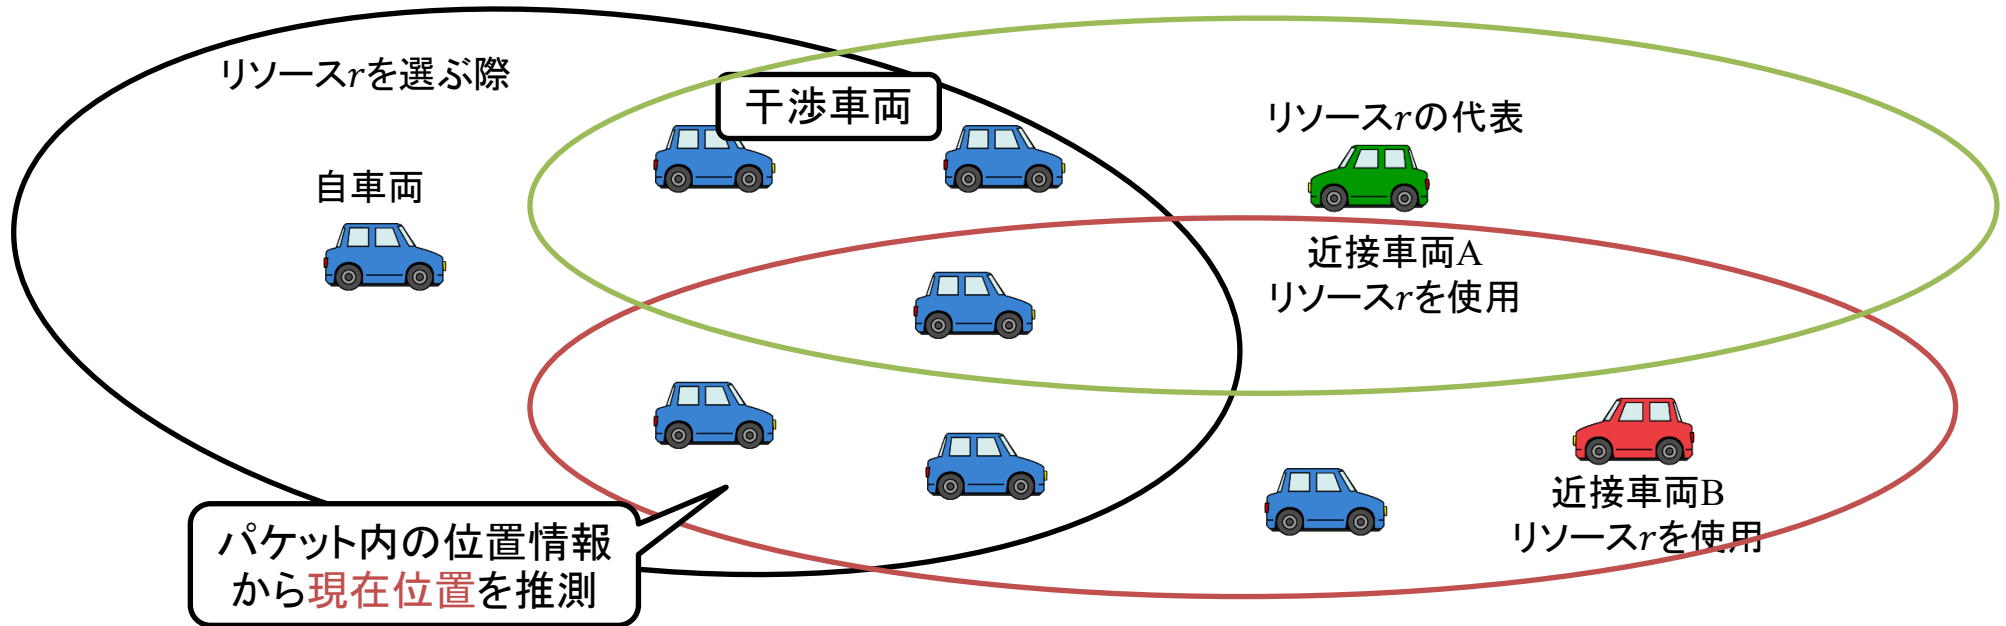 リソースrを選ぶ際
干渉車両
リソースrの代表
自車両
近接車両A
リソースrを使用
近接車両B
リソースrを使用
パケット内の位置情報
から現在位置を推測